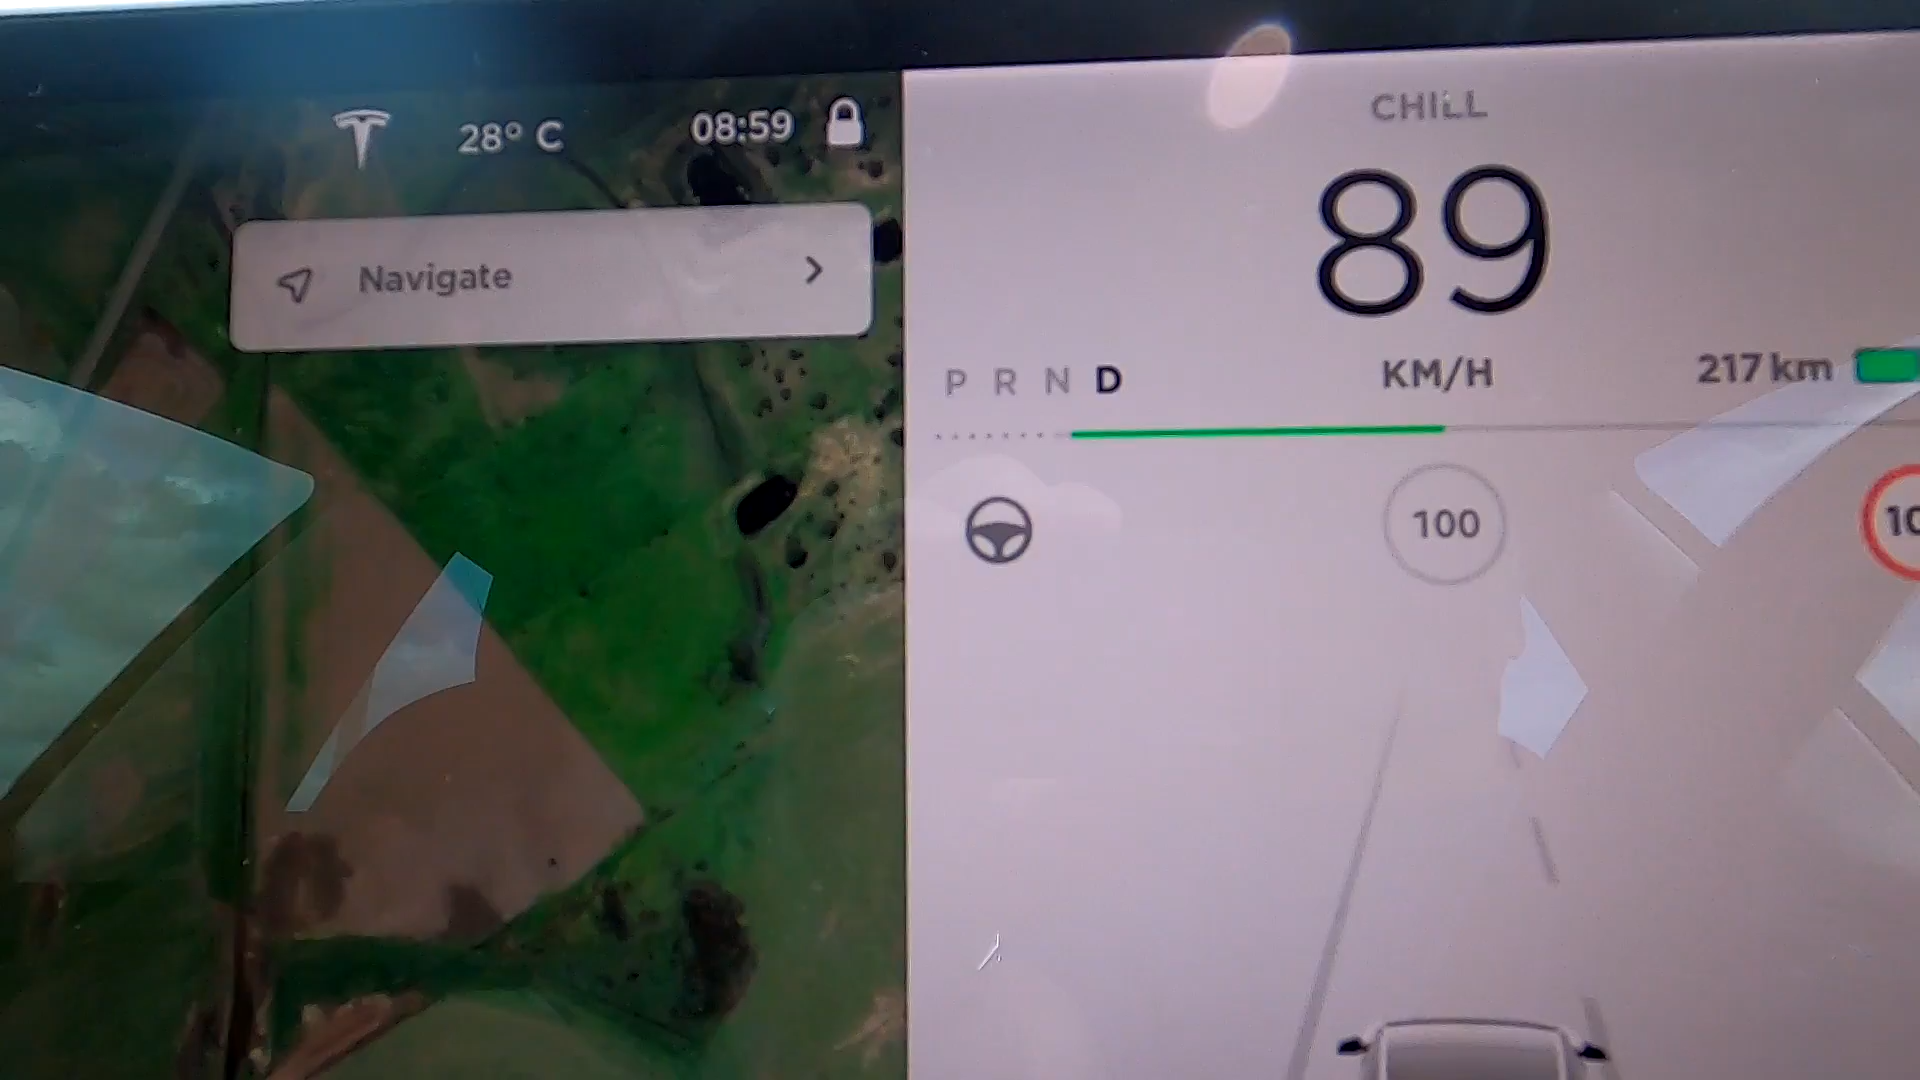 28° C 08:59
Navigate
CHILL
89
KM/H
P R N D
217 km
100